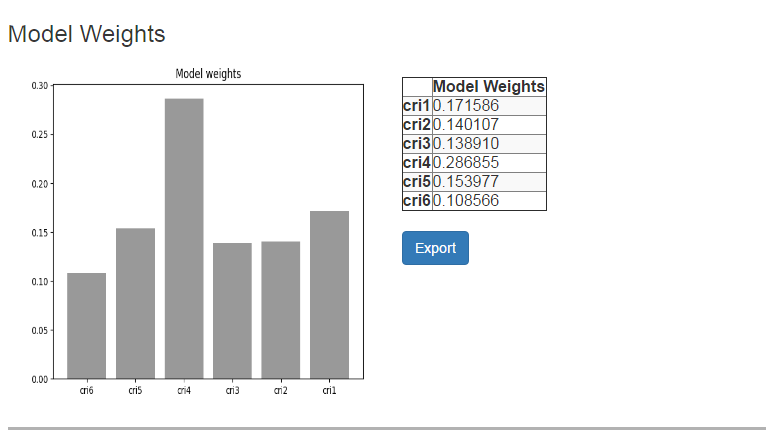 Model Weights
Model weights
0.30
0.25
0.20
0.15
0.10
0.05
0.00
cri6 cri5 cri4 cri3 cri2 cri1
Model Weights
cri1 0.171586
cri2 0.140107
cri3 0.138910
cri4 0.286855
cri5 0.153977
cri6 0.108566
Export